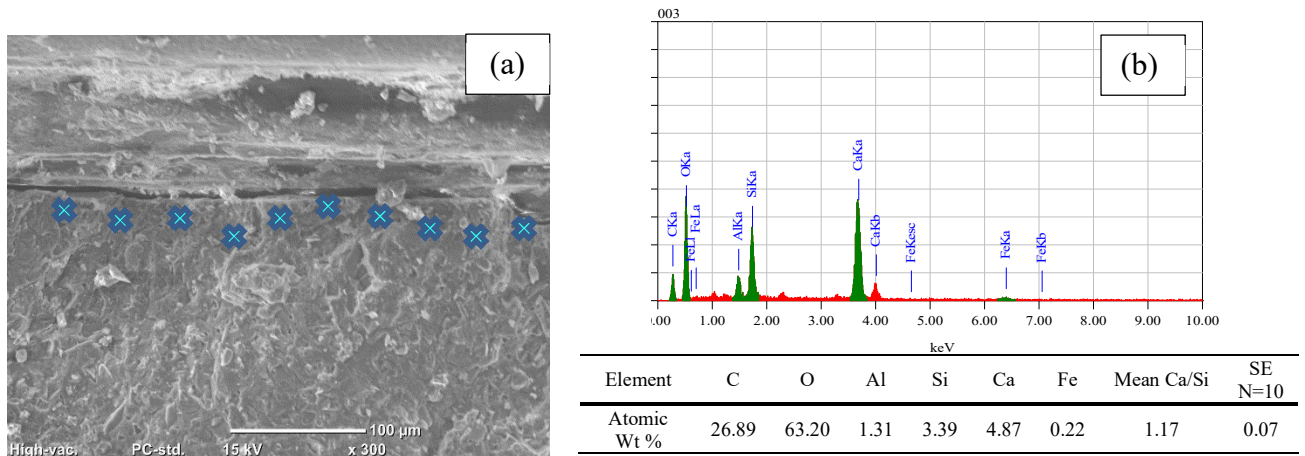 (a)
100 µm
High-vac. PC-std. 15 kV x 300
003
(b)
CKa
OKa
FeLl
FeLa
AlKa
SiKa
CaKa
CaKb
FeKesc
FeKa
FeKb
0.00 1.00 2.00 3.00 4.00 5.00 6.00 7.00 8.00 9.00 10.00
keV
Element C O Al Si Ca Fe Mean Ca/Si SE N=10
Atomic Wt % 26.89 63.20 1.31 3.39 4.87 0.22 1.17 0.07